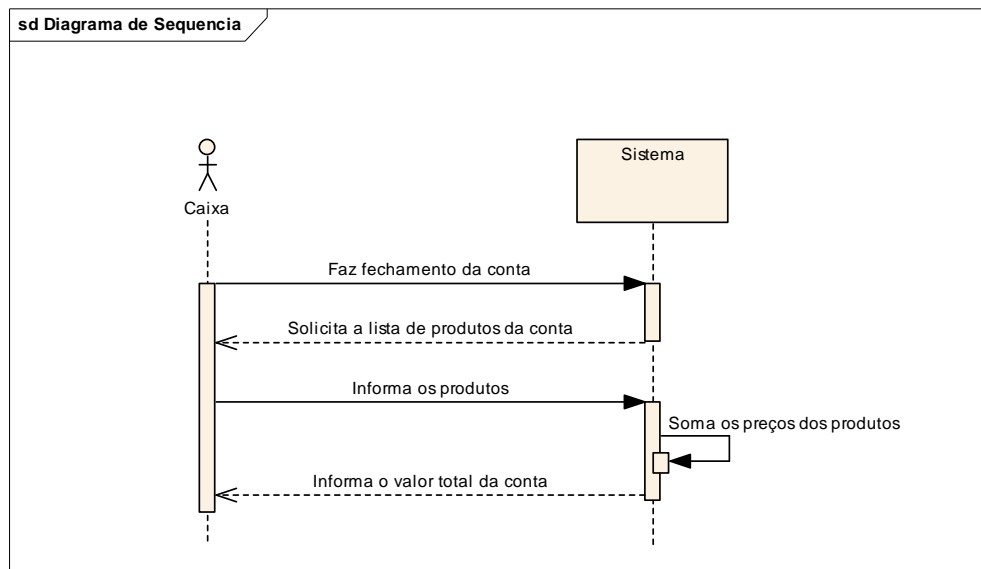 sd Diagrama de Sequencia
Caixa
Sistema
Faz fechamento da conta
Solicita a lista de produtos da conta
Informa os produtos
Soma os preços dos produtos
Informa o valor total da conta